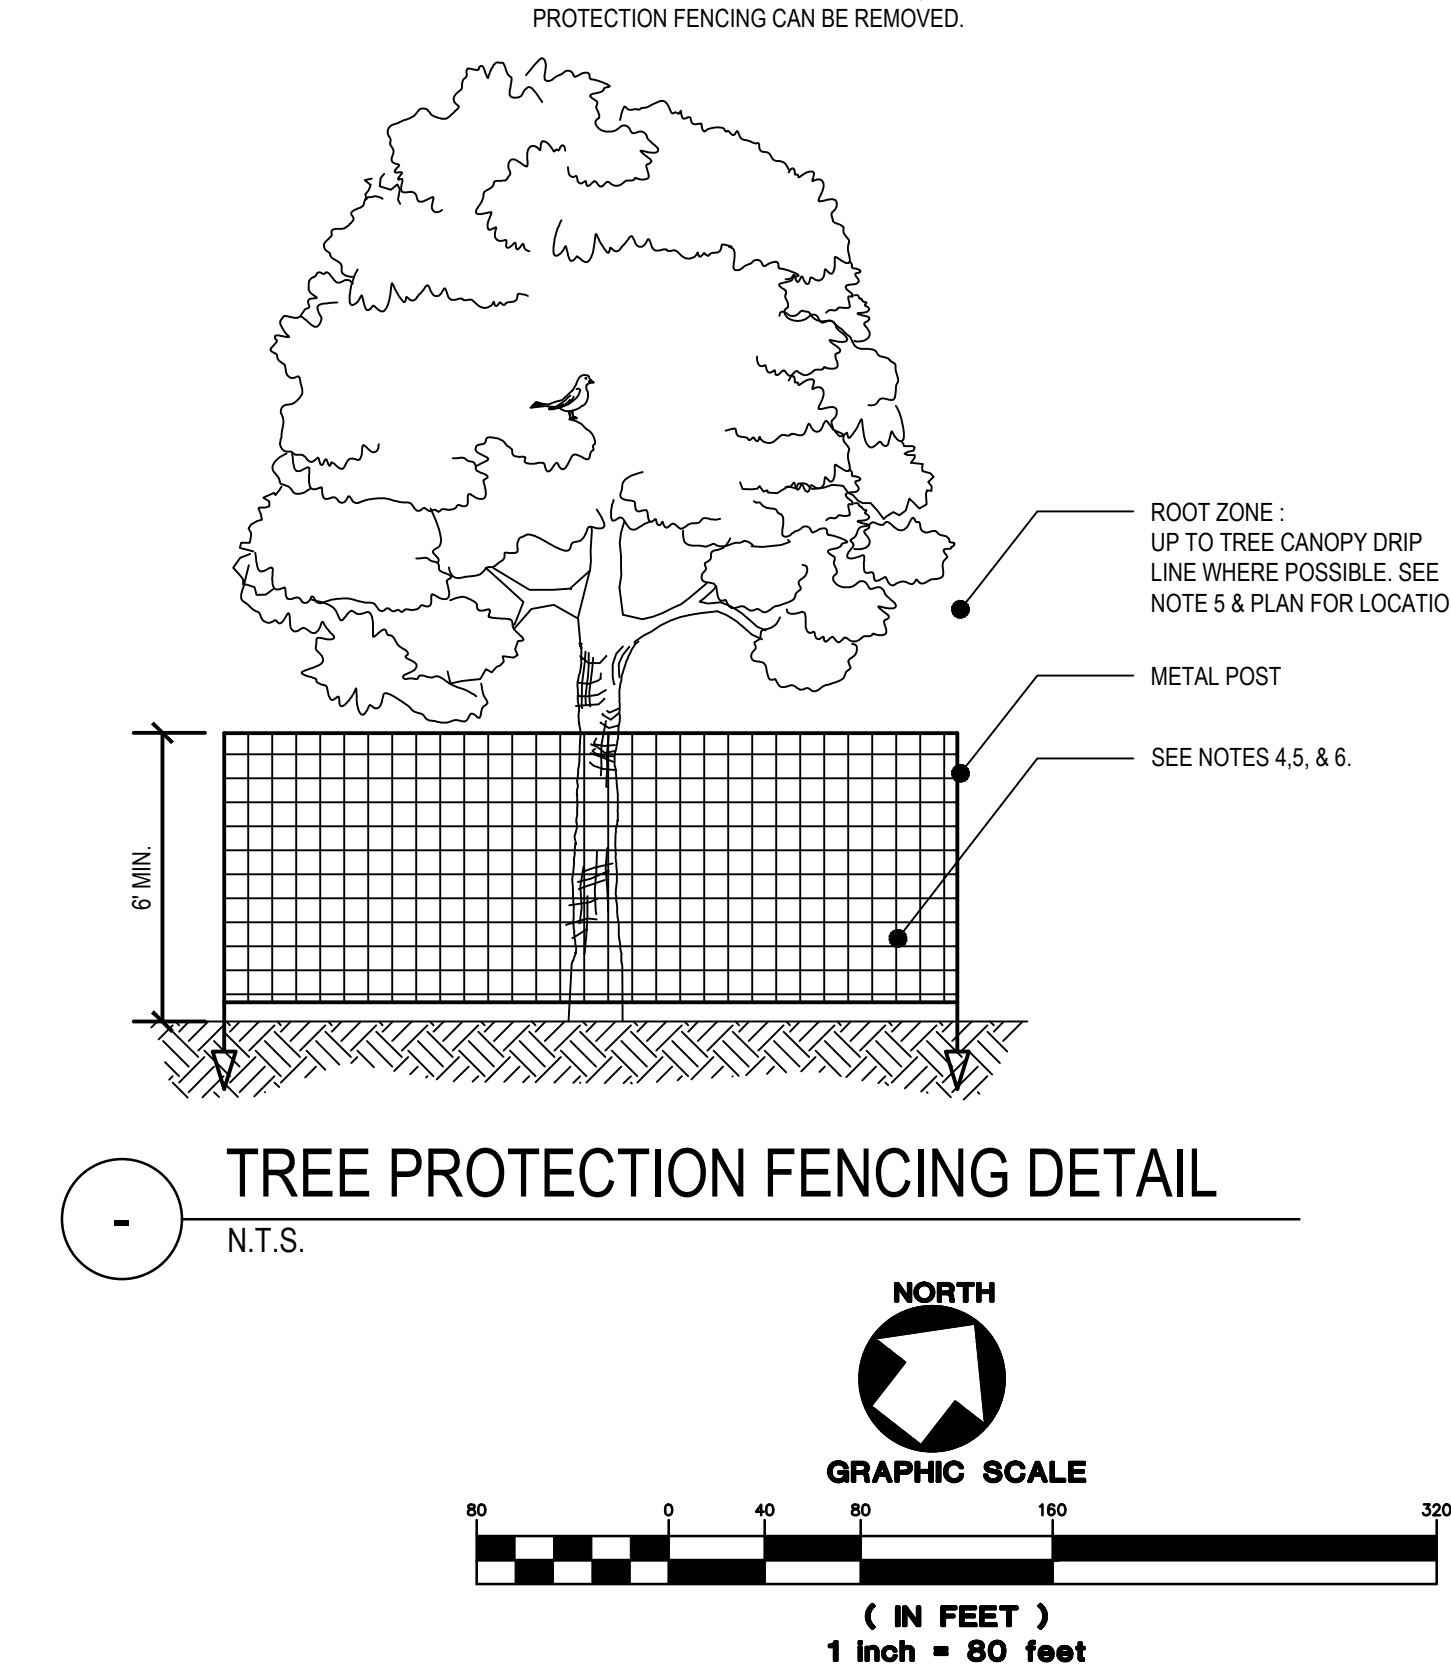 PROTECTION FENCING CAN BE REMOVED.
ROOT ZONE :
UP TO TREE CANOPY DRIP
LINE WHERE POSSIBLE. SEE
NOTE 5 & PLAN FOR LOCATIO
METAL POST
SEE NOTES 4,5, & 6.
6' MIN.
TREE PROTECTION FENCING DETAIL
-
N.T.S.
NORTH
GRAPHIC SCALE
80 0 40 80 160 320
( IN FEET )
1 inch = 80 feet